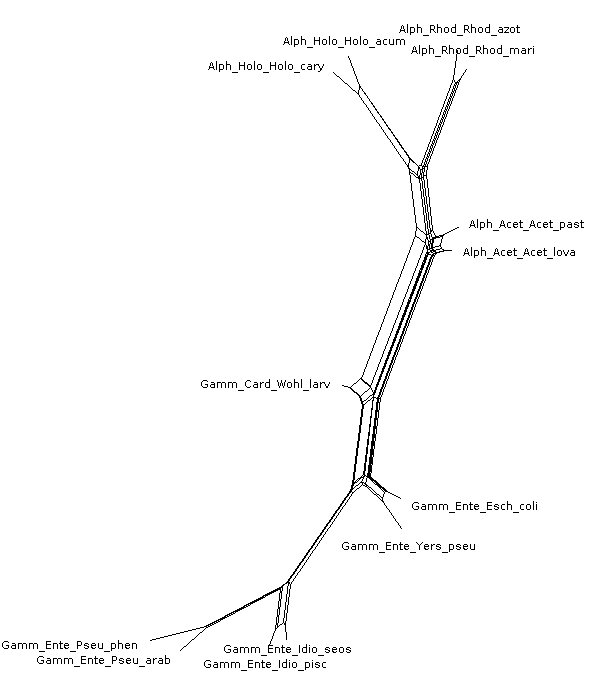 Alph_Rhod_Rhod_azot
Alph_Holo_Holo_acum
Alph_Rhod_Rhod_mari
Alph_Holo_Holo_cary
Alph_Acet_Acet_past
Alph_Acet_Acet_lova
Gamm_Card_Wohl_larv
Gamm_Ente_Esch_coli
Gamm_Ente_Yers_pseu
Gamm_Ente_Pseu_phen
Gamm_Ente_Idio_seos
Gamm_Ente_Pseu_arab
Gamm_Ente_Idio_pisc